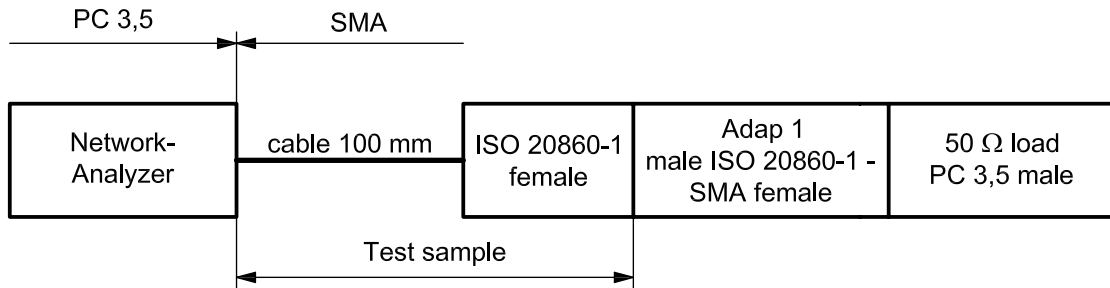 PC 3,5
SMA
Network-
Analyzer
cable 100 mm
ISO 20860-1
female
Adap 1
male ISO 20860-1 -
SMA female
50 Ω load
PC 3,5 male
Test sample